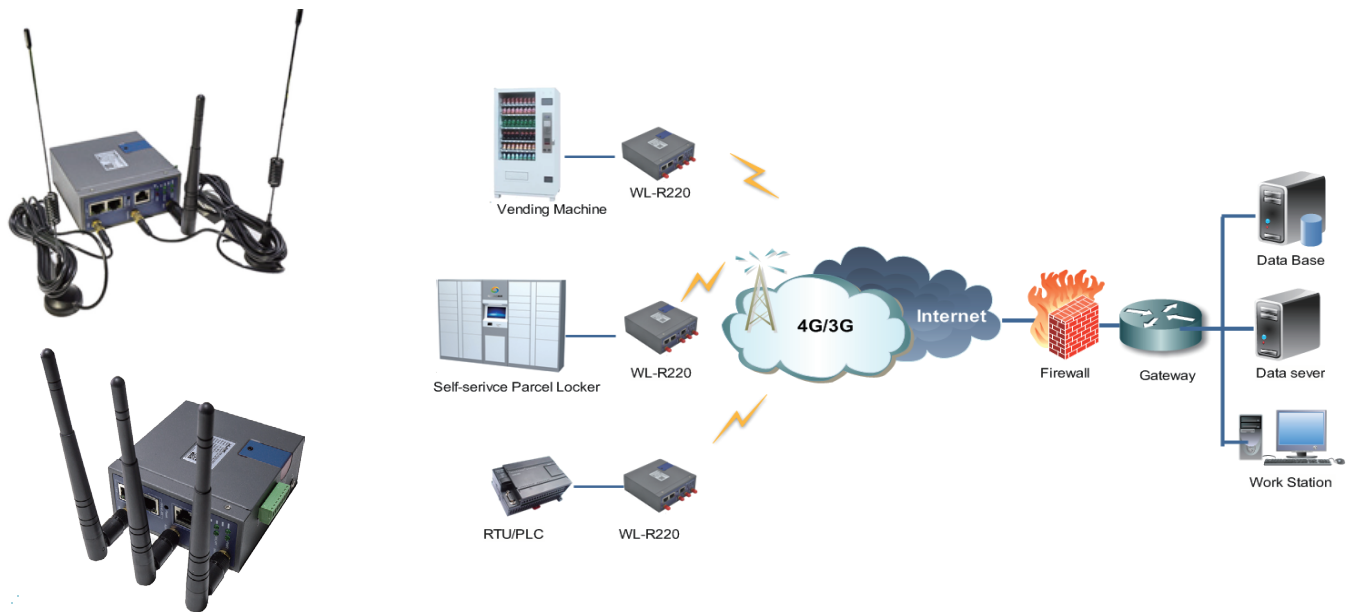 WL-R220
Vending Machine
Data Base
4G/3G
Internet
WL-R220
Self-serivce Parcel Locker
Firewall
Gateway
Data sever
Work Station
RTU/PLC
WL-R220